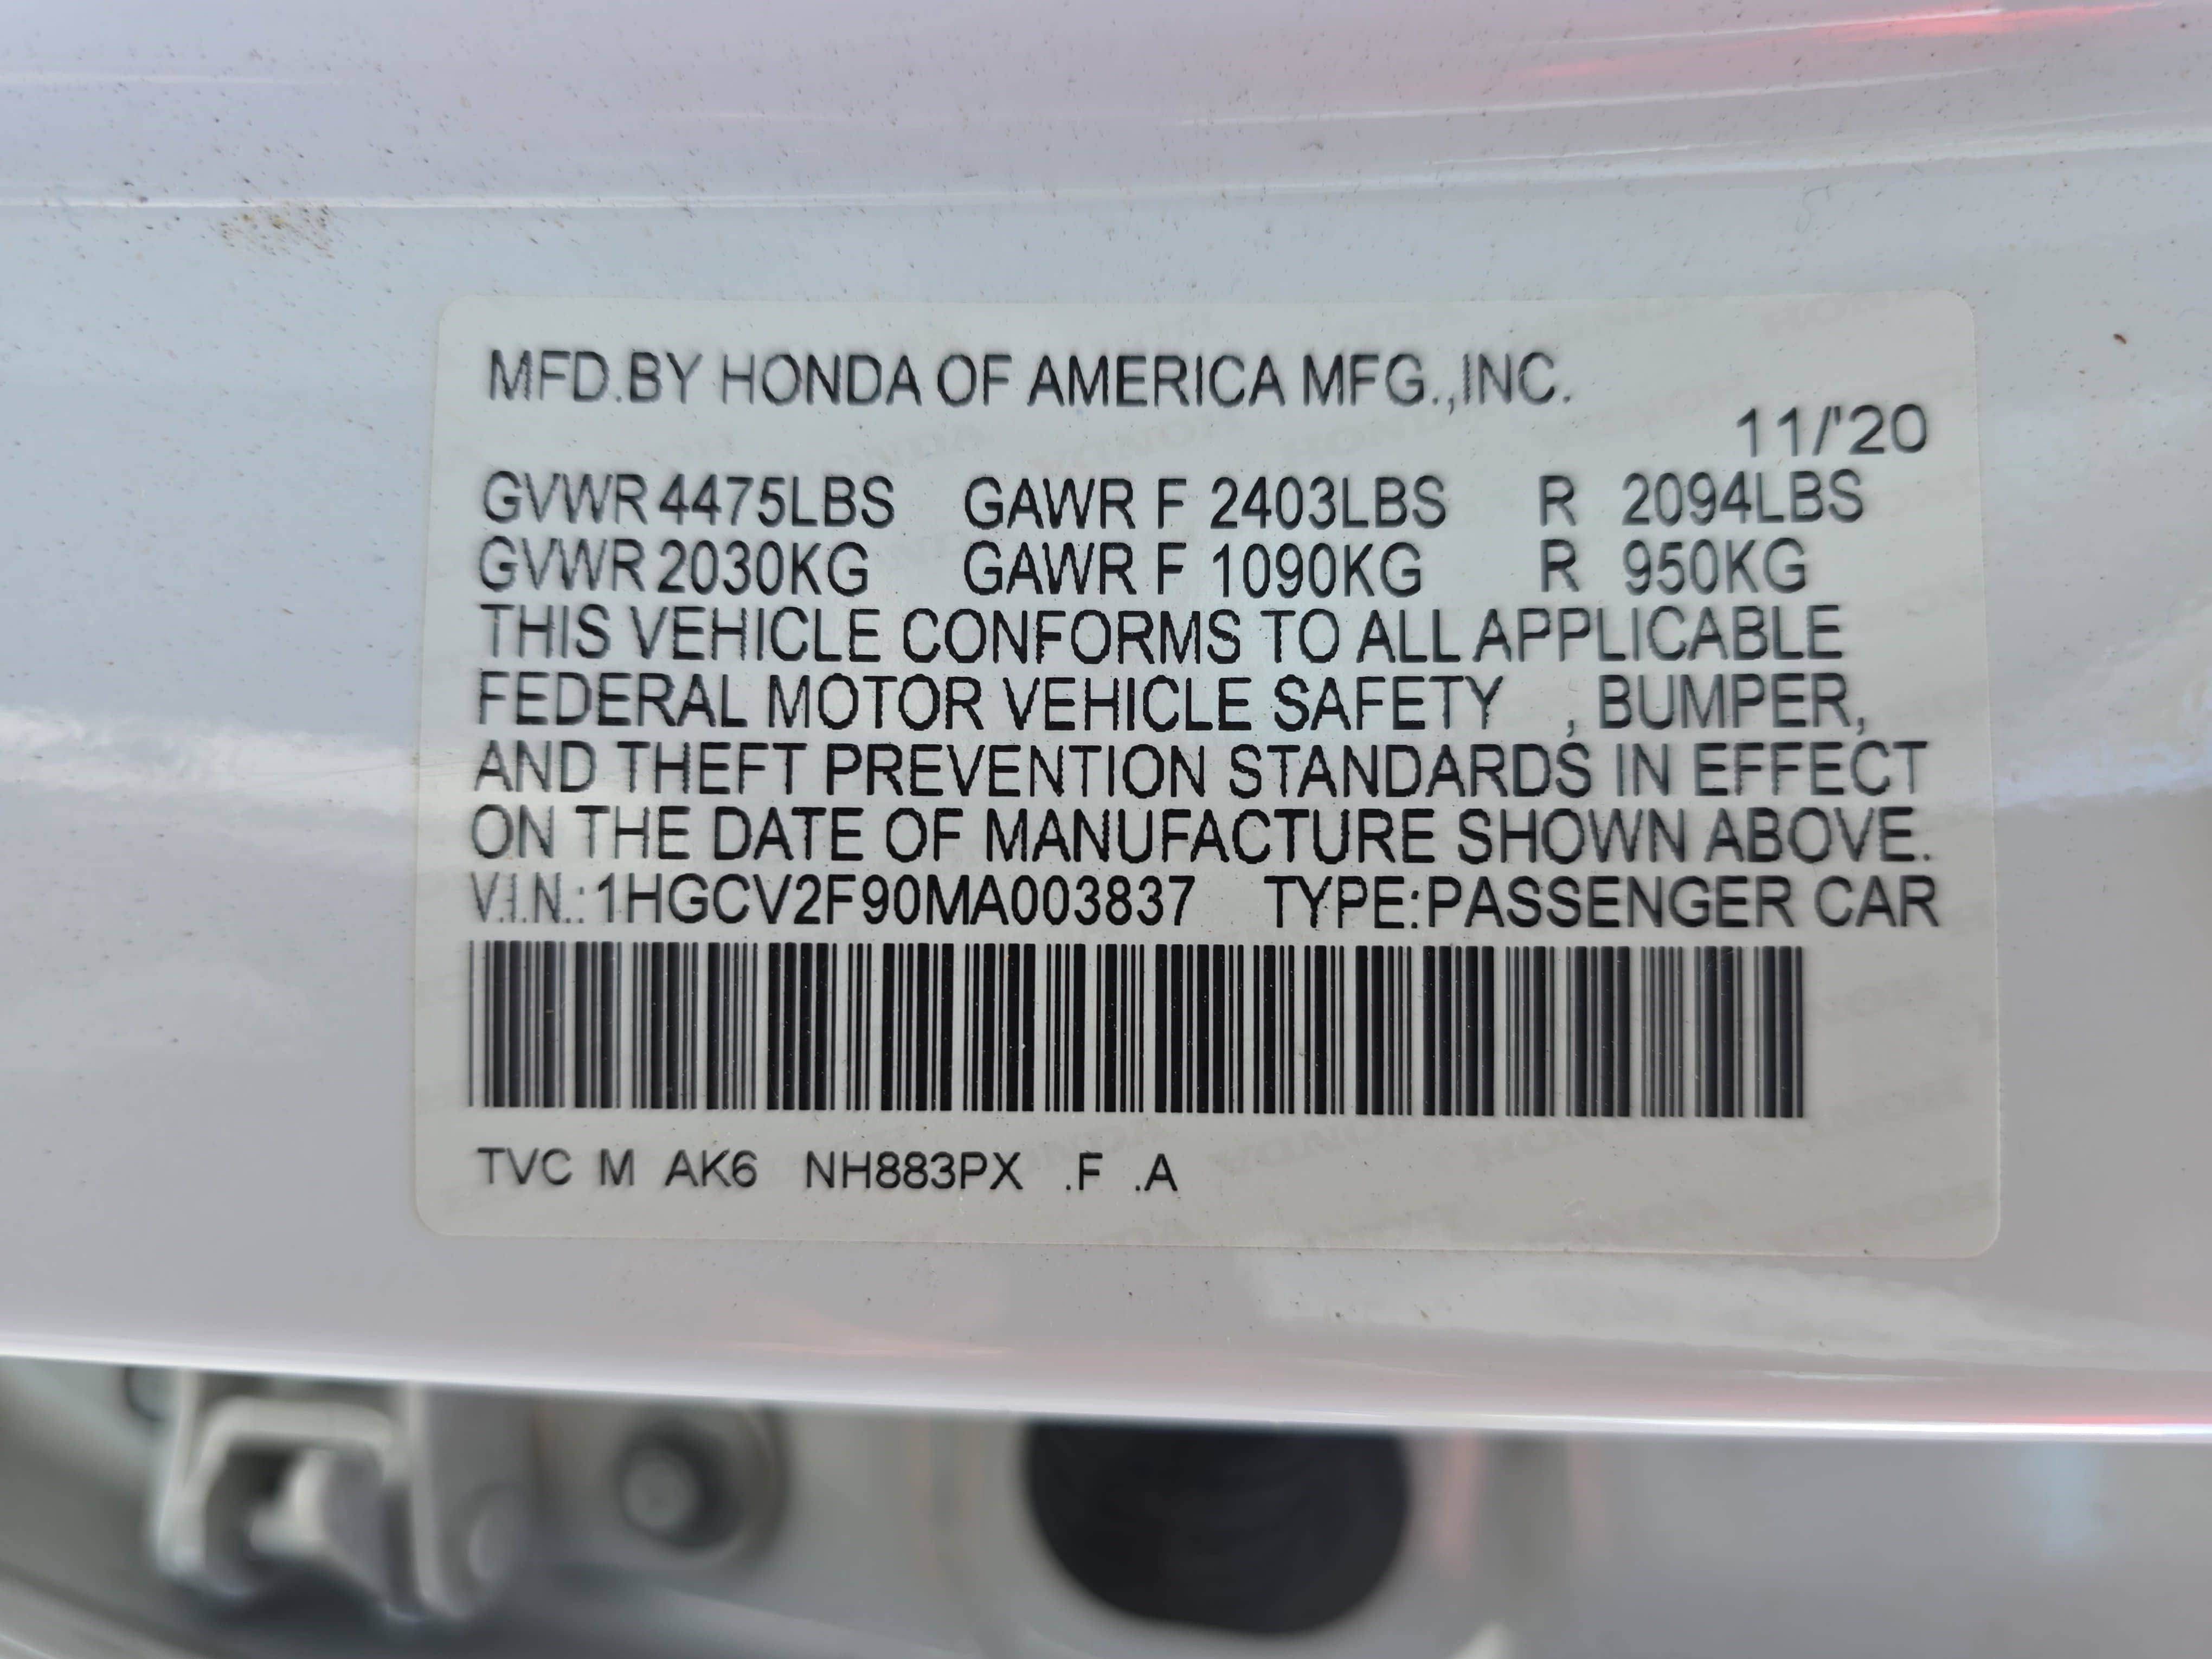 MFD.BY HONDA OF AMERICA MFG.,INC.
11/'20
GVWR 4475LBS GAWR F 2403LBS R 2094LBS
GVWR 2030KG GAWR F 1090KG R 950KG
THIS VEHICLE CONFORMS TO ALL APPLICABLE
FEDERAL MOTOR VEHICLE SAFETY , BUMPER,
AND THEFT PREVENTION STANDARDS IN EFFECT
ON THE DATE OF MANUFACTURE SHOWN ABOVE.
V.I.N.:1HGCV2F90MA003837 TYPE:PASSENGER CAR
TVC M AK6 NH883PX .F .A